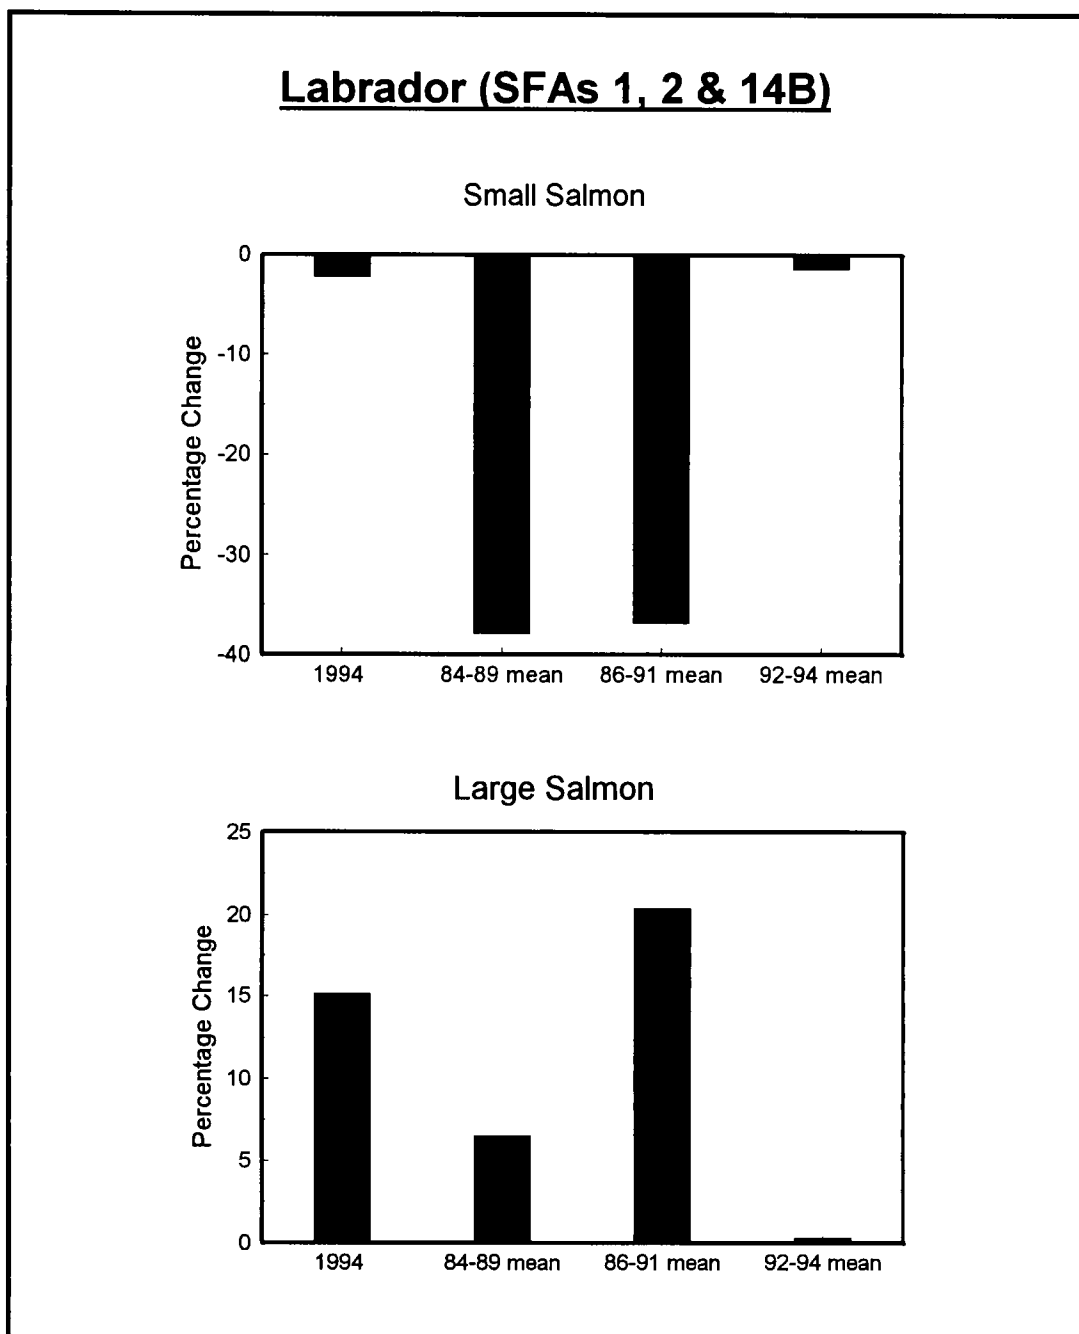 Labrador (SFAs 1, 2 & 14B)
Small Salmon
Percentage Change
0
-10
-20
-30
-40
1994 84-89 mean 86-91 mean 92-94 mean
Large Salmon
Percentage Change
25
20
15
10
5
0
1994 84-89 mean 86-91 mean 92-94 mean